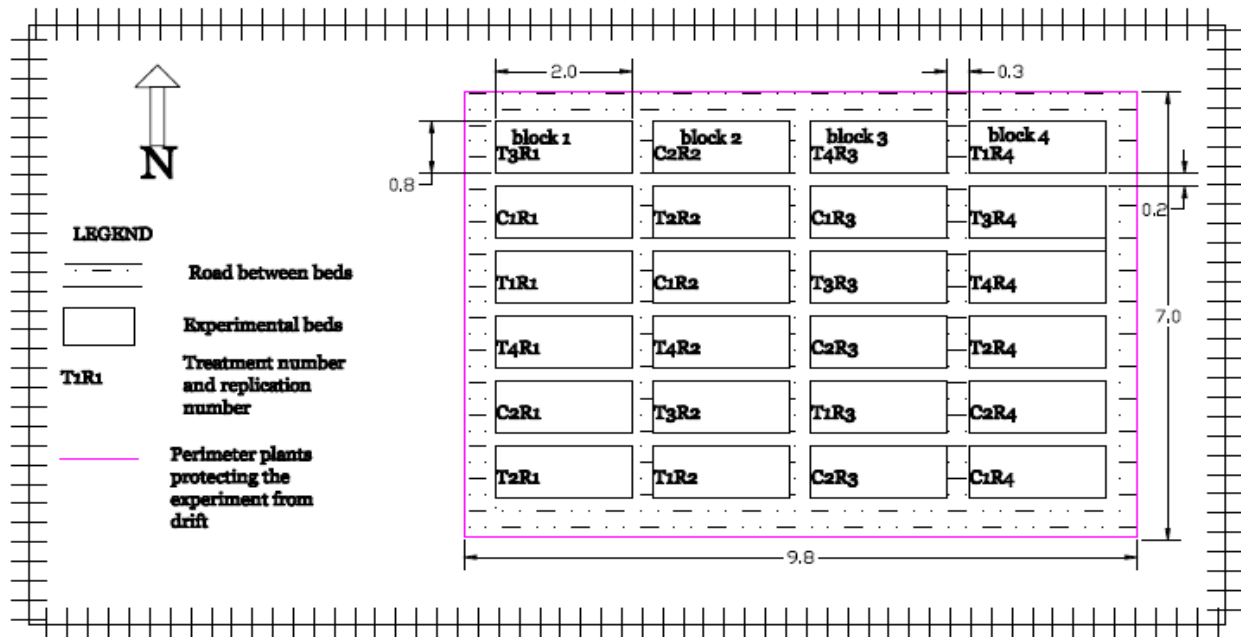 2.0
0.3
block 1
block 2
block 3
block 4
T3R1
C2R2
T4R3
T1R4
0.8
0.2
N
C1R1
T2R2
C1R3
T3R4
LEGEND
Road between beds
T1R1
C1R2
T3R3
T4R4
7.0
Experimental beds
T4R1
T4R2
C2R3
T2R4
T1R1
Treatment number
and replication
number
C2R1
T3R2
T1R3
C2R4
Perimeter plants
protecting the
experiment from
drift
T2R1
T1R2
C2R3
C1R4
9.8